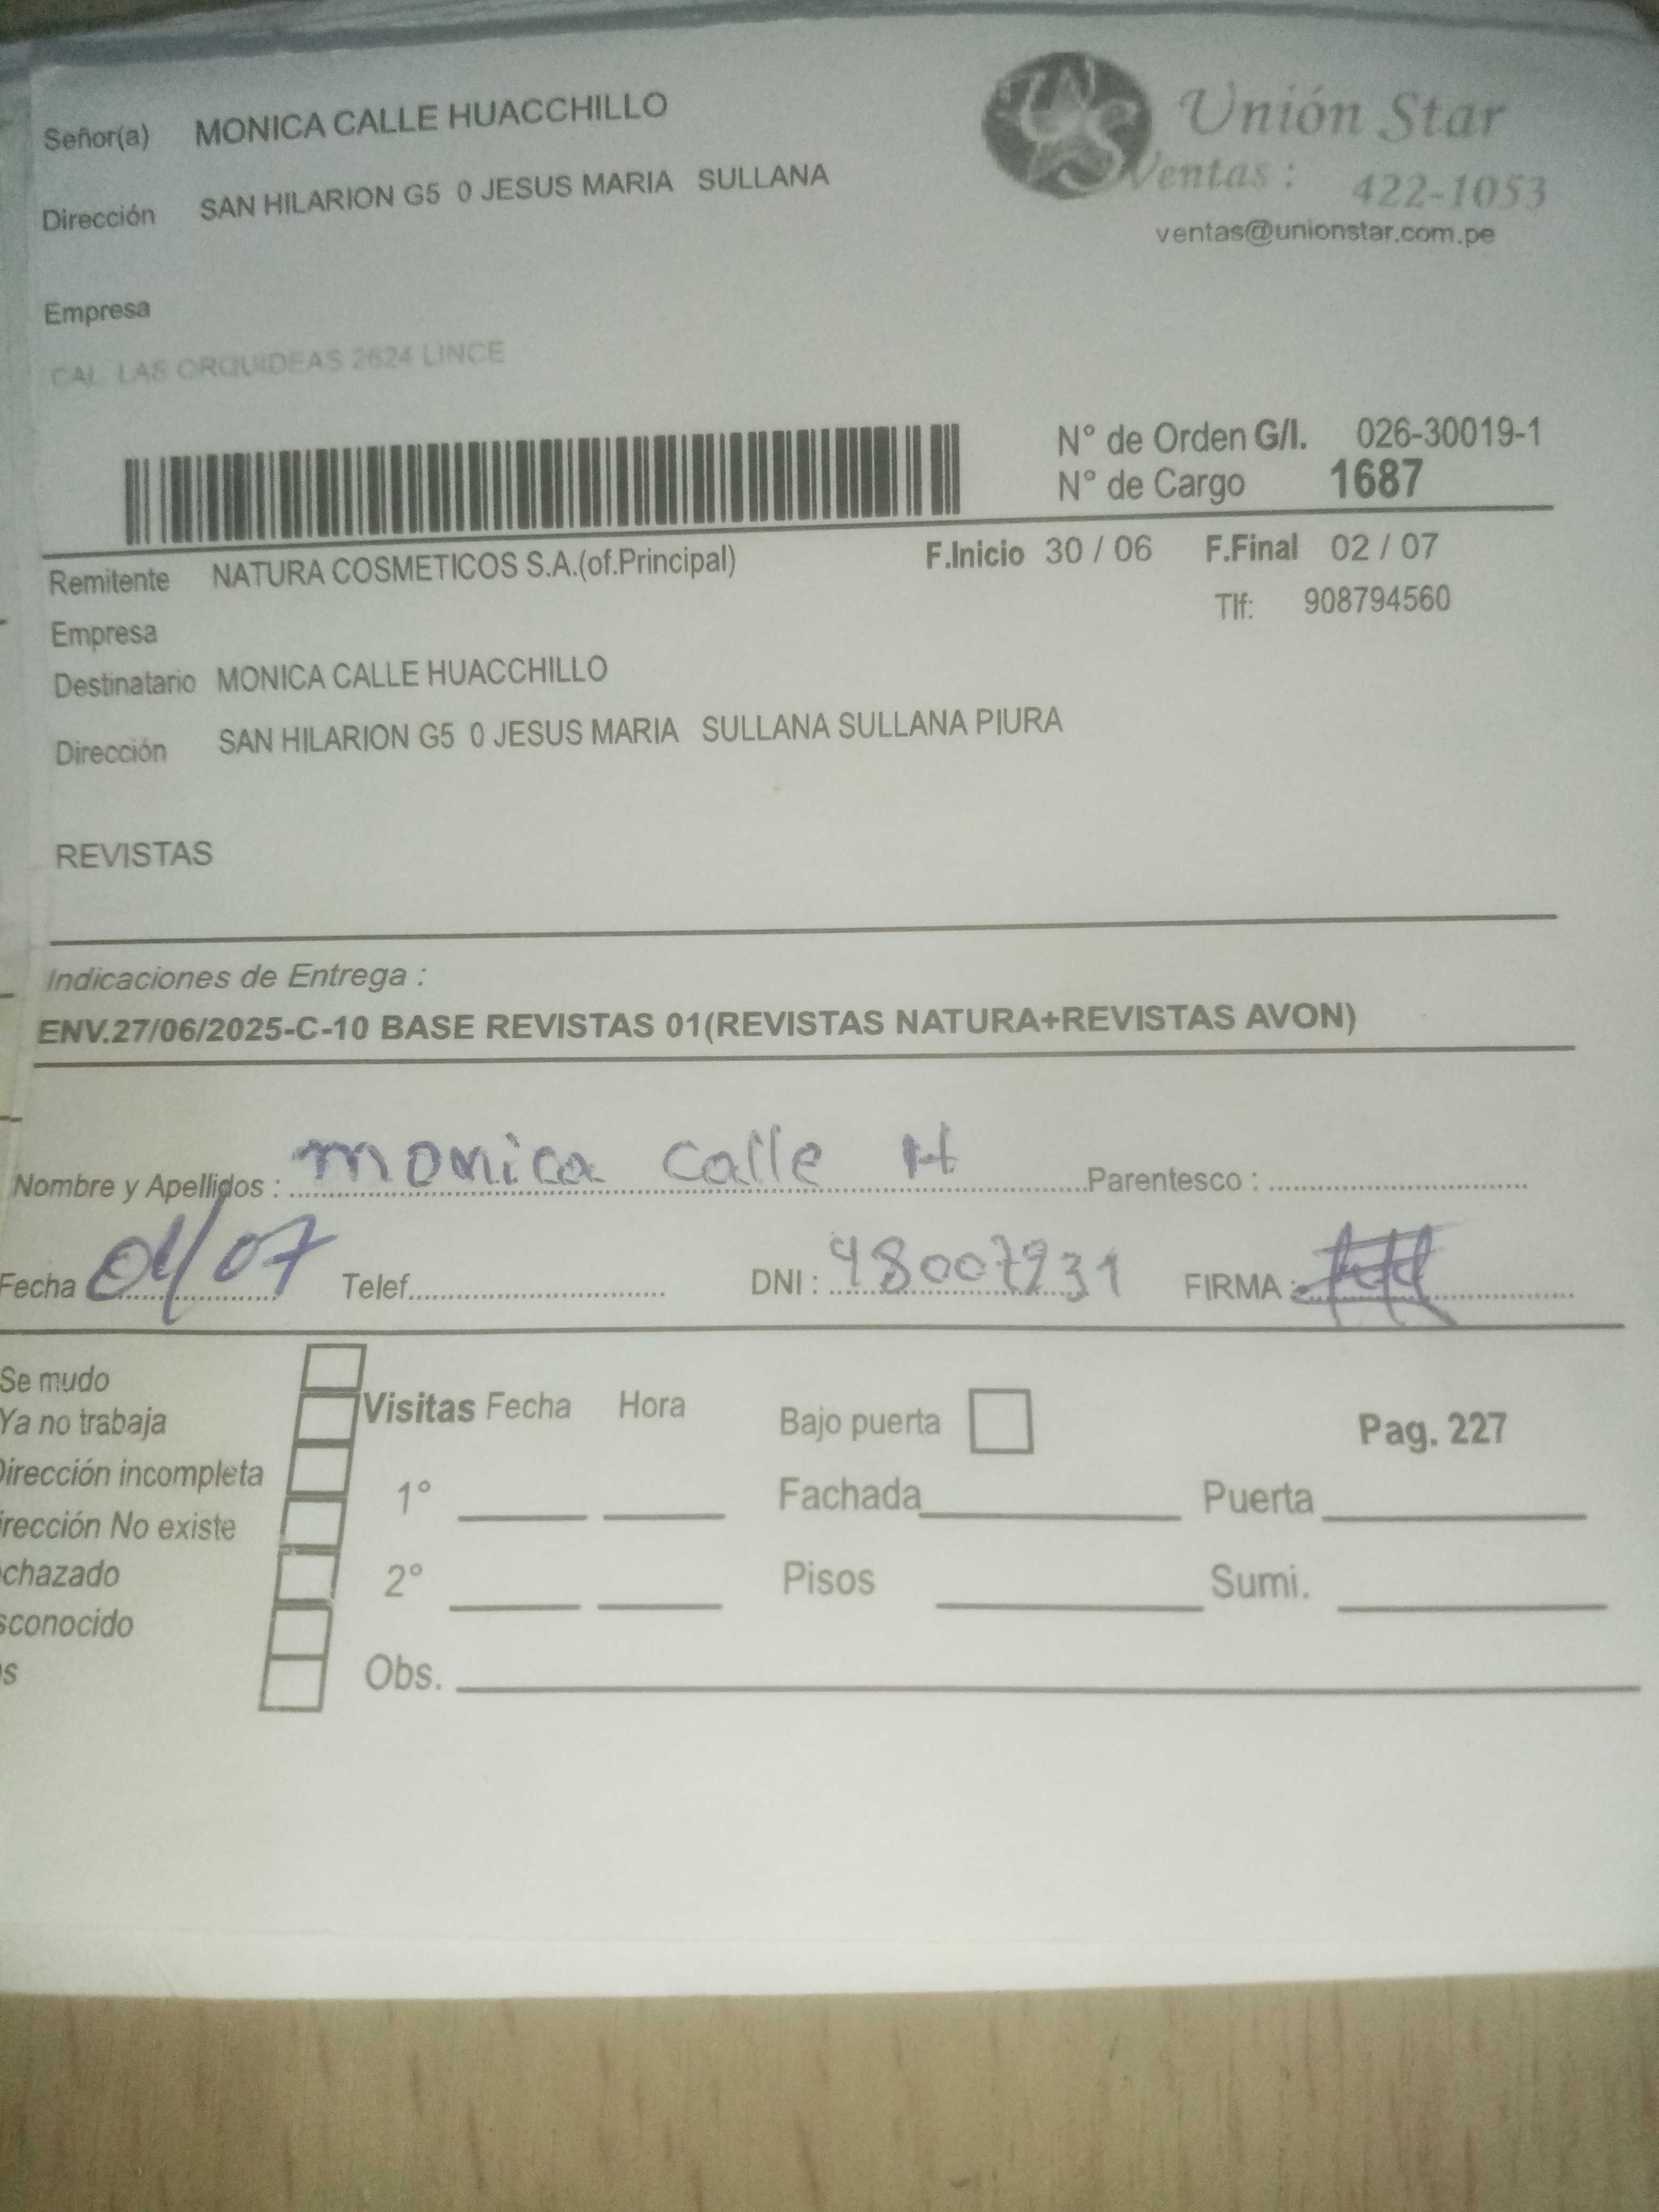 Señor(a) MONICA CALLE HUACCHILLO
Unión Star
Dirección SAN HILARION G5 0 JESUS MARIA SULLANA
Ventas : 422-1053
ventas@unionstar.com.pe
Empresa
CAL LAS ORQUIDEAS 2624 LINCE
N° de Orden G/I. 026-30019-1
N° de Cargo 1687
Remitente NATURA COSMETICOS S.A.(of.Principal) F.Inicio 30 / 06 F.Final 02 / 07
Tlf: 908794560
Empresa
Destinatario MONICA CALLE HUACCHILLO
Dirección SAN HILARION G5 0 JESUS MARIA SULLANA SULLANA PIURA
REVISTAS
Indicaciones de Entrega :
ENV.27/06/2025-C-10 BASE REVISTAS 01(REVISTAS NATURA+REVISTAS AVON)
Nombre y Apellidos : monica calle H Parentesco :
Fecha 01/07 Telef. DNI : 48007231 FIRMA :
Se mudo
Ya no trabaja
Dirección incompleta
irección No existe
chazado
sconocido
s
Visitas Fecha Hora
1°
2°
Obs.
Bajo puerta
Pag. 227
Fachada Puerta
Pisos Sumi.